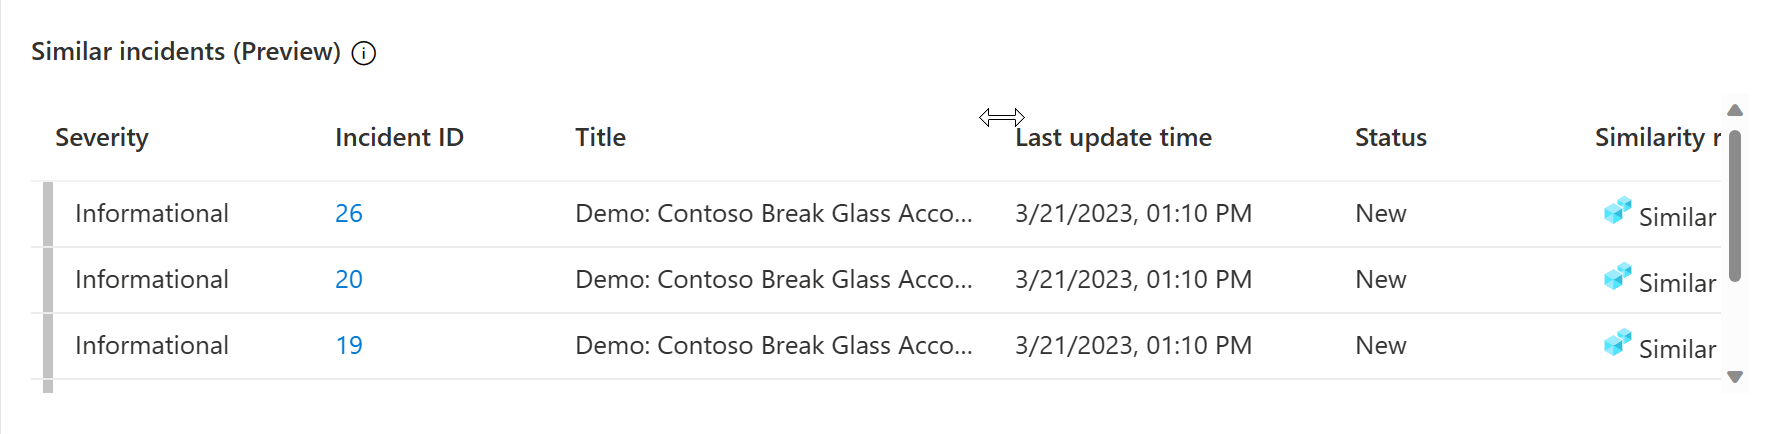 Similar incidents (Preview)
Severity Incident ID Title Last update time Status Similarity r
Informational 26 Demo: Contoso Break Glass Acco... 3/21/2023, 01:10 PM New Similar
Informational 20 Demo: Contoso Break Glass Acco... 3/21/2023, 01:10 PM New Similar
Informational 19 Demo: Contoso Break Glass Acco... 3/21/2023, 01:10 PM New Similar